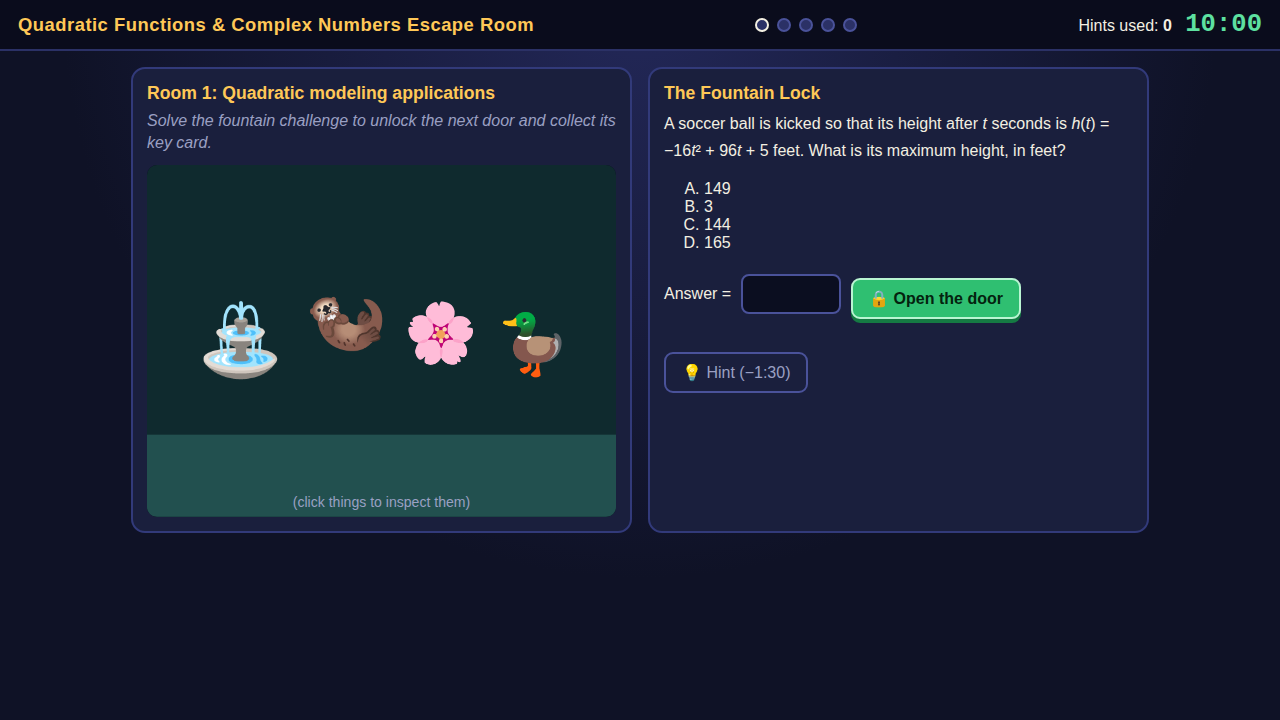 Quadratic Functions & Complex Numbers Escape Room
Hints used: 0 10:00
Room 1: Quadratic modeling applications
Solve the fountain challenge to unlock the next door and collect its
key card.
(click things to inspect them)
The Fountain Lock
A soccer ball is kicked so that its height after t seconds is h(t) =
−16t² + 96t + 5 feet. What is its maximum height, in feet?
A. 149
B. 3
C. 144
D. 165
Answer =
🔒 Open the door
💡 Hint (−1:30)